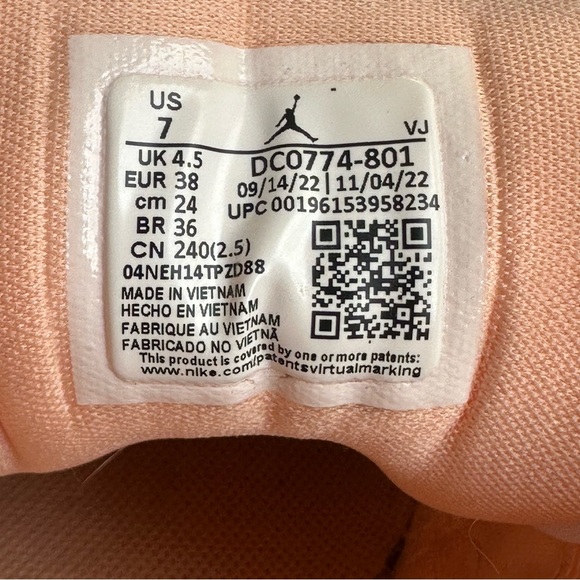 US
7
VJ
UK 4.5
DC0774-801
EUR 38
09/14/22 | 11/04/22
cm 24
UPC 00196153958234
BR 36
CN 240(2.5)
04NEH14TPZD88
MADE IN VIETNAM
HECHO EN VIETNAM
FABRIQUE AU VIETNAM
FABRICADO NO VIETNÃ
This product is covered by one or more patents:
www.nike.com/patentsvirtualmarking